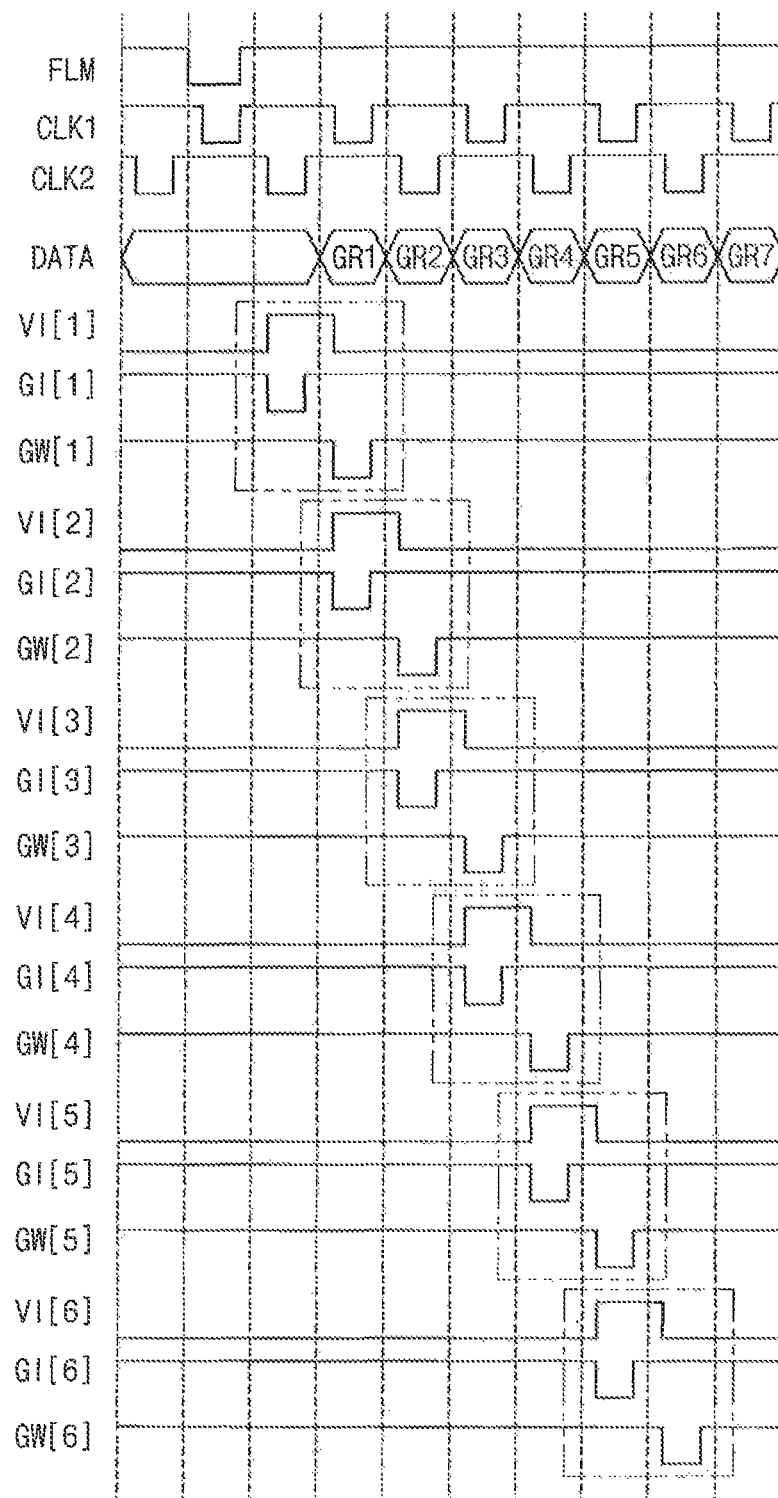 FLM
CLK1
CLK2
DATA GR1 GR2 GR3 GR4 GR5 GR6 GR7
VI[1]
GI[1]
GW[1]
VI[2]
GI[2]
GW[2]
VI[3]
GI[3]
GW[3]
VI[4]
GI[4]
GW[4]
VI[5]
GI[5]
GW[5]
VI[6]
GI[6]
GW[6]